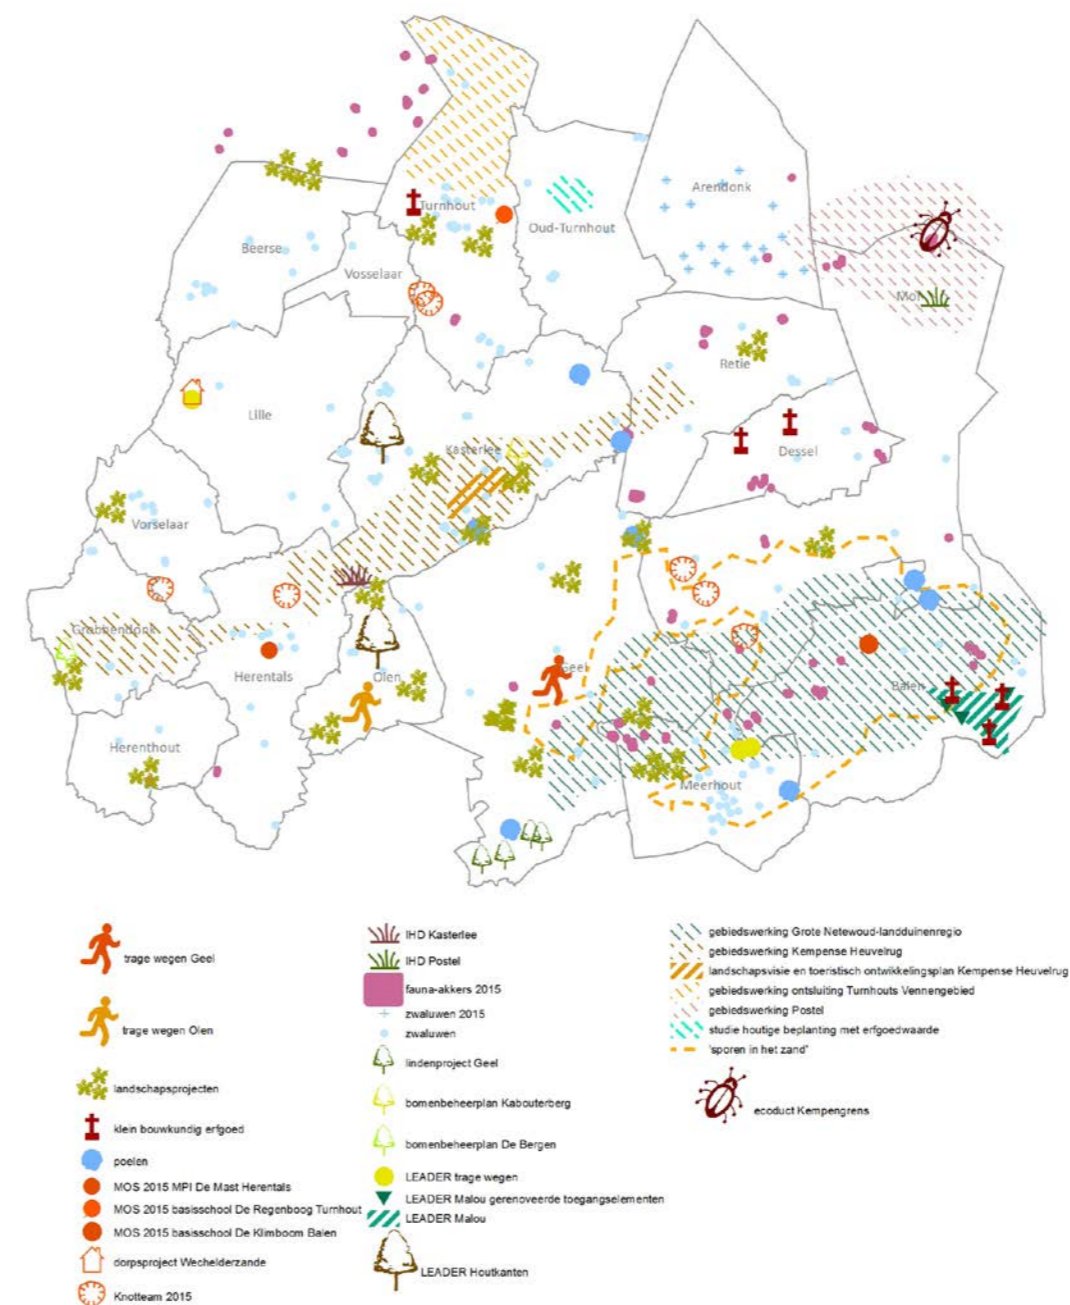 Arendonk
Turnhout
Oud-Turnhout
Beerse
Vosselaar
Mol
Retie
Lille
Kasterlee
Dessel
Vorselaar
Grobbendonk
Geel
Herentals
Olen
Balen
Herenthout
Meerhout
trage wegen Geel
trage wegen Olen
landschapsprojecten
klein bouwkundig erfgoed
poelen
MOS 2015 MPI De Mast Herentals
MOS 2015 basisschool De Regenboog Turnhout
MOS 2015 basisschool De Klimboom Balen
dorpsproject Wechelderzande
Knotteam 2015
IHD Kasterlee
IHD Postel
fauna-akkers 2015
zwaluwen 2015
zwaluwen
lindenproject Geel
bomenbeheerplan Kabouterberg
bomenbeheerplan De Bergen
LEADER trage wegen
LEADER Malou gerenoveerde toegangselementen
LEADER Malou
LEADER Houtkanten
gebiedswerking Grote Netewoud-landduinenregio
gebiedswerking Kempense Heuvelrug
landschapsvisie en toeristisch ontwikkelingsplan Kempense Heuvelrug
gebiedswerking ontsluiting Turnhouts Vennengebied
gebiedswerking Postel
studie houtige beplanting met erfgoedwaarde
'sporen in het zand'
ecoduct Kempengrens